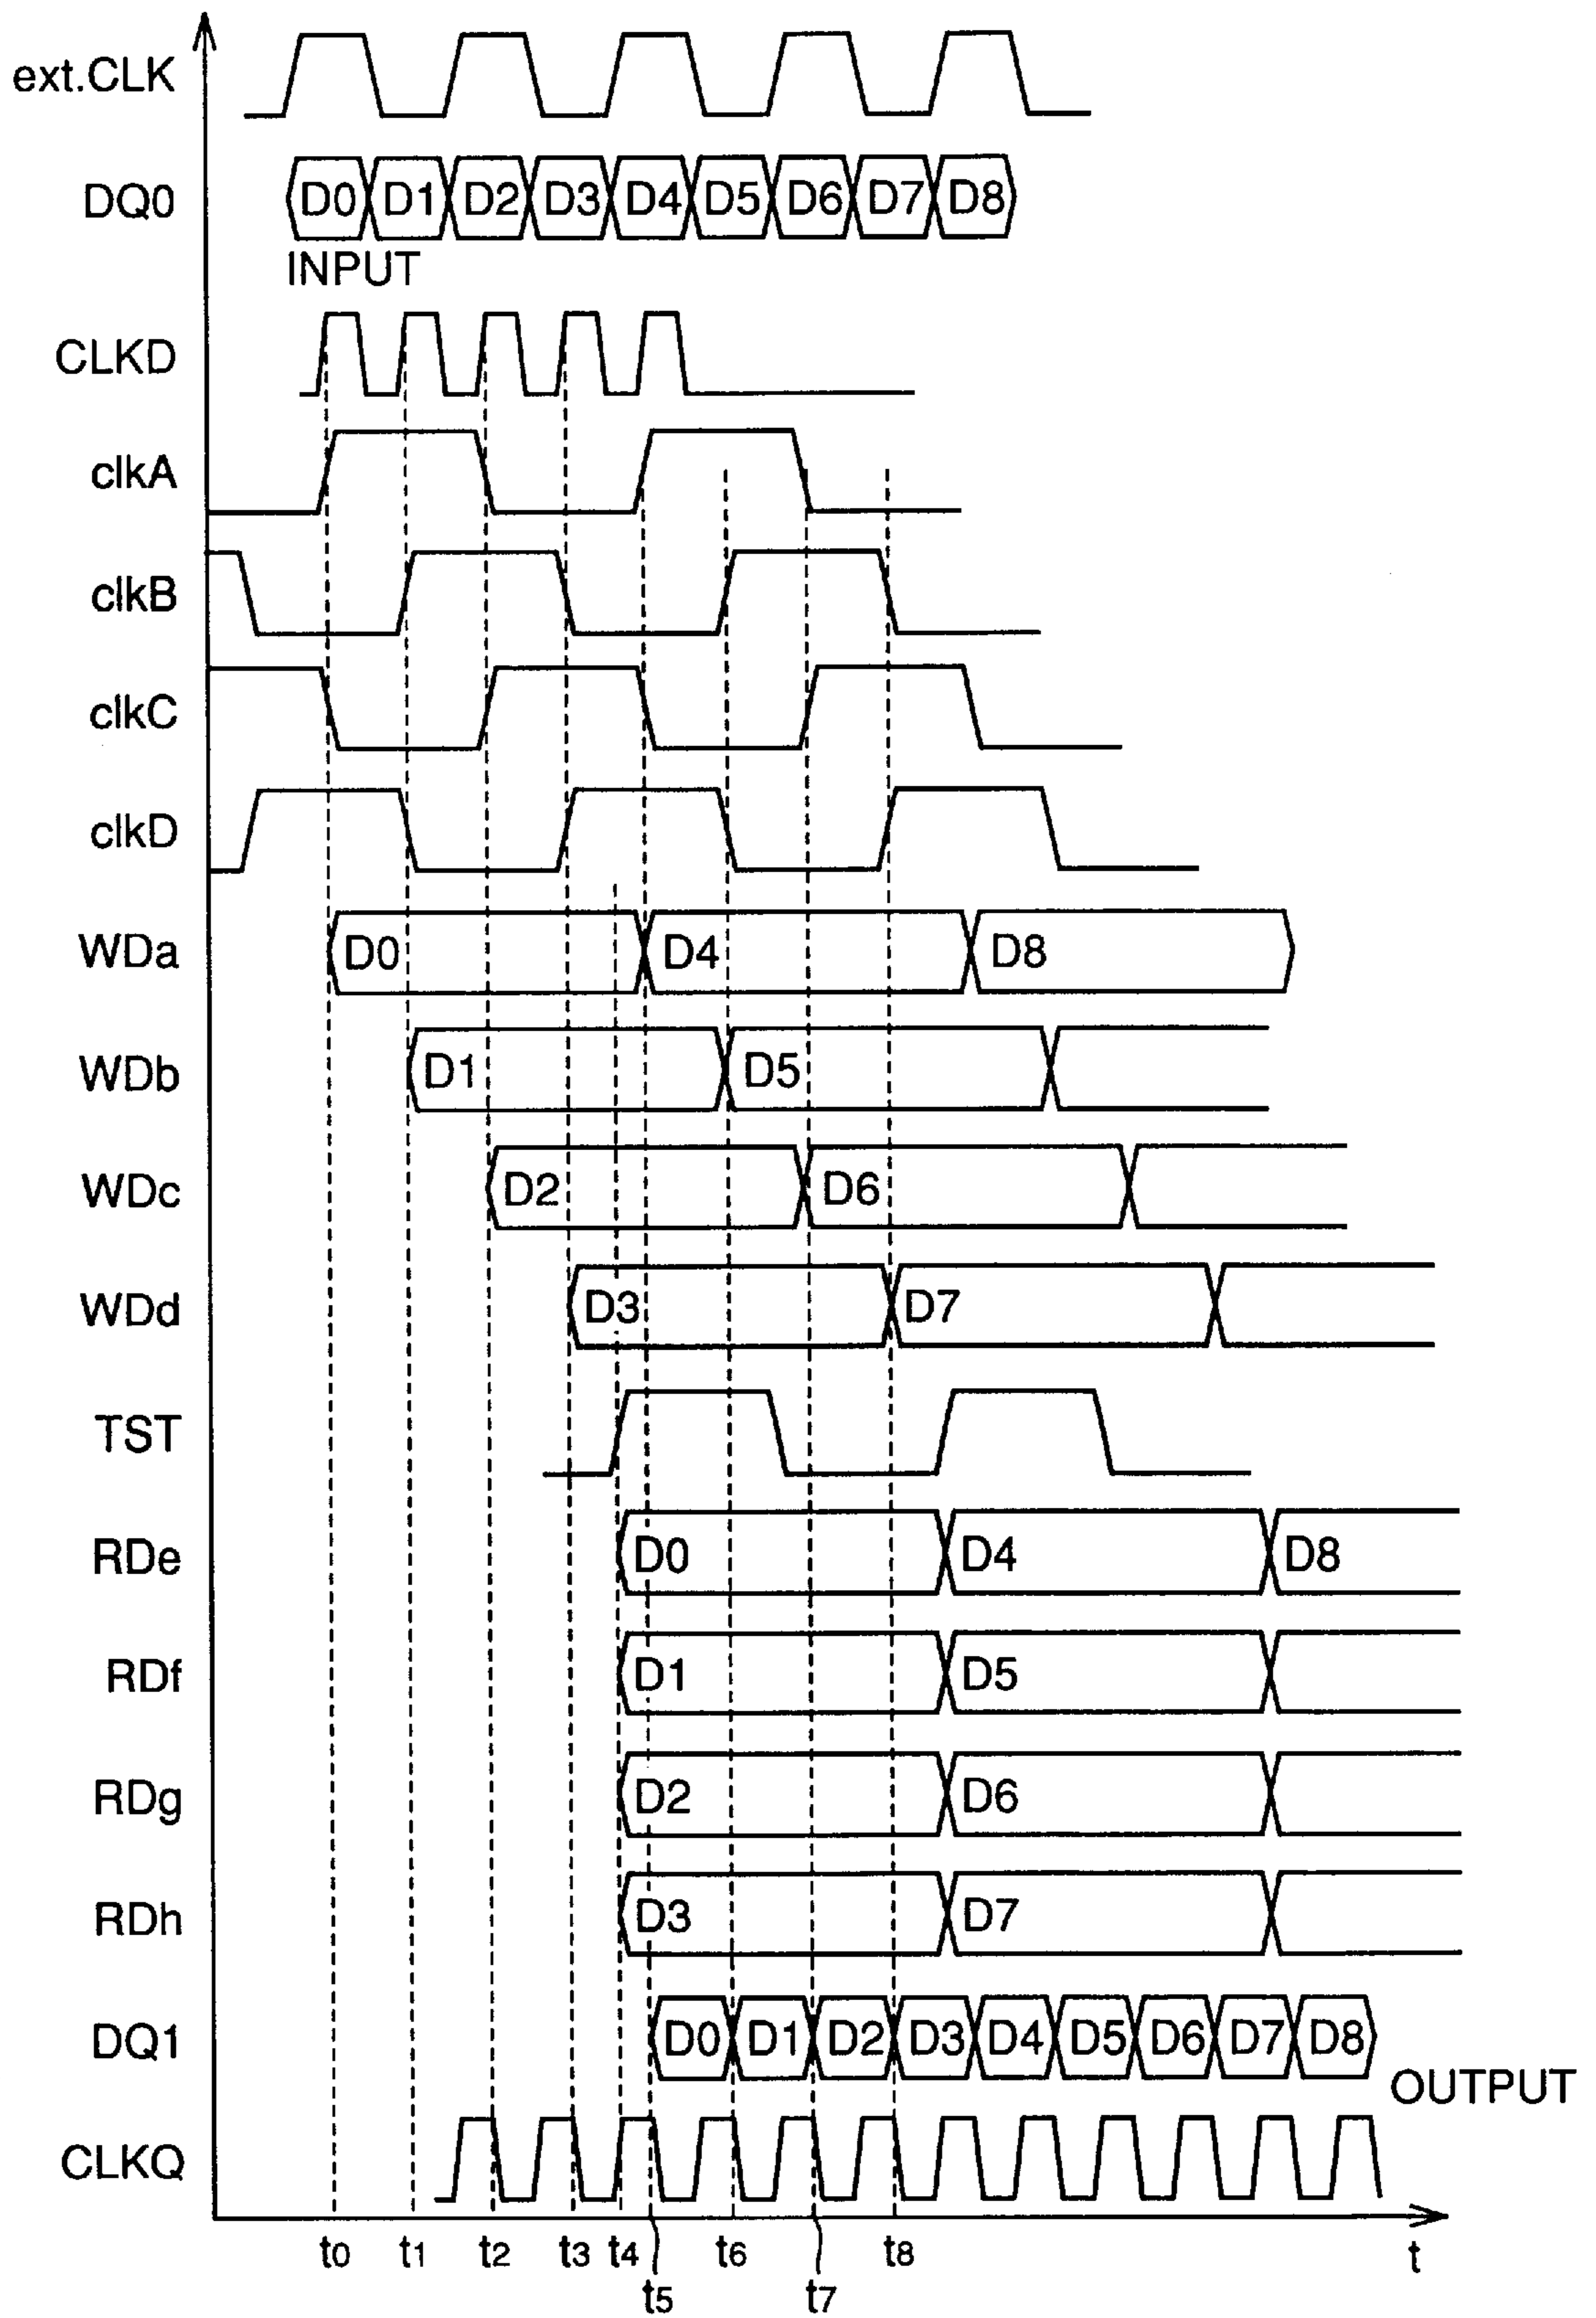 ext.CLK
DQ0 D0 D1 D2 D3 D4 D5 D6 D7 D8
INPUT
CLKD
clkA
clkB
clkC
clkD
WDa D0 D4 D8
WDb D1 D5
WDc D2 D6
WDd D3 D7
TST
RDe D0 D4 D8
RDf D1 D5
RDg D2 D6
RDh D3 D7
DQ1 D0 D1 D2 D3 D4 D5 D6 D7 D8
OUTPUT
CLKQ
t0 t1 t2 t3 t4 t6 t8 t
t5 t7